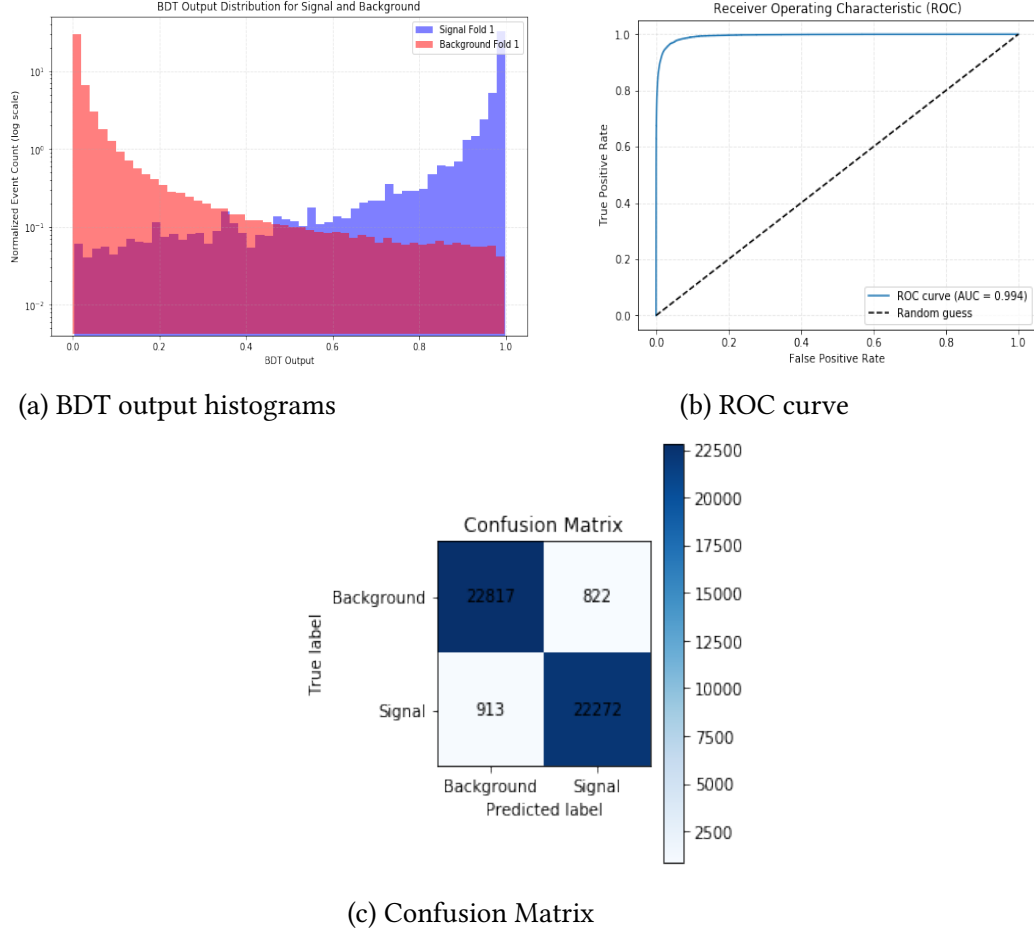 BDT Output Distribution for Signal and Background
Signal Fold 1
Background Fold 1
Normalized Event Count (log scale)
10¹
10⁰
10⁻¹
10⁻²
0.0 0.2 0.4 0.6 0.8 1.0
BDT Output
(a) BDT output histograms
Receiver Operating Characteristic (ROC)
True Positive Rate
1.0
0.8
0.6
0.4
0.2
0.0
ROC curve (AUC = 0.994)
Random guess
0.0 0.2 0.4 0.6 0.8 1.0
False Positive Rate
(b) ROC curve
Confusion Matrix
True label
Background 22817 822
Signal 913 22272
Background Signal
Predicted label
22500
20000
17500
15000
12500
10000
7500
5000
2500
(c) Confusion Matrix